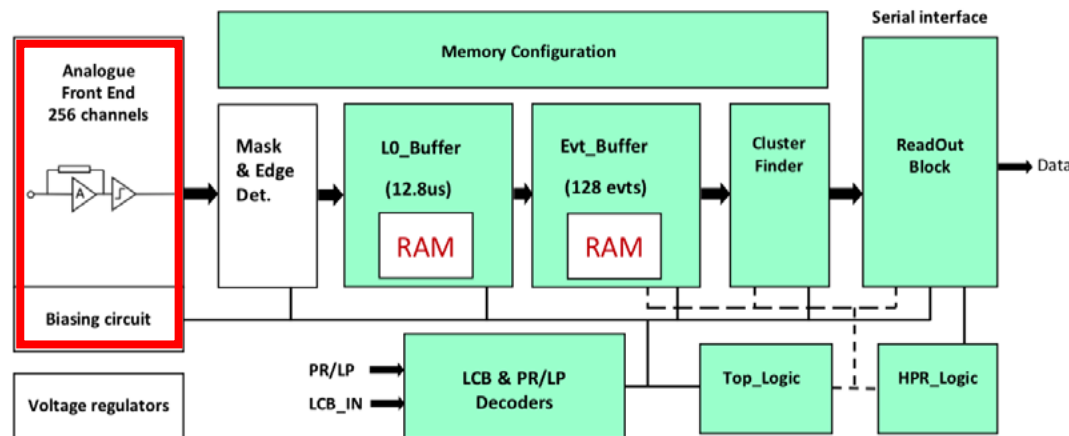 Serial interface
Memory Configuration
Analogue
Front End
256 channels
A
Mask
& Edge
Det.
L0_Buffer
(12.8us)
RAM
Evt_Buffer
(128 evts)
RAM
Cluster
Finder
ReadOut
Block
Data
Biasing circuit
Voltage regulators
PR/LP
LCB_IN
LCB & PR/LP
Decoders
Top_Logic
HPR_Logic